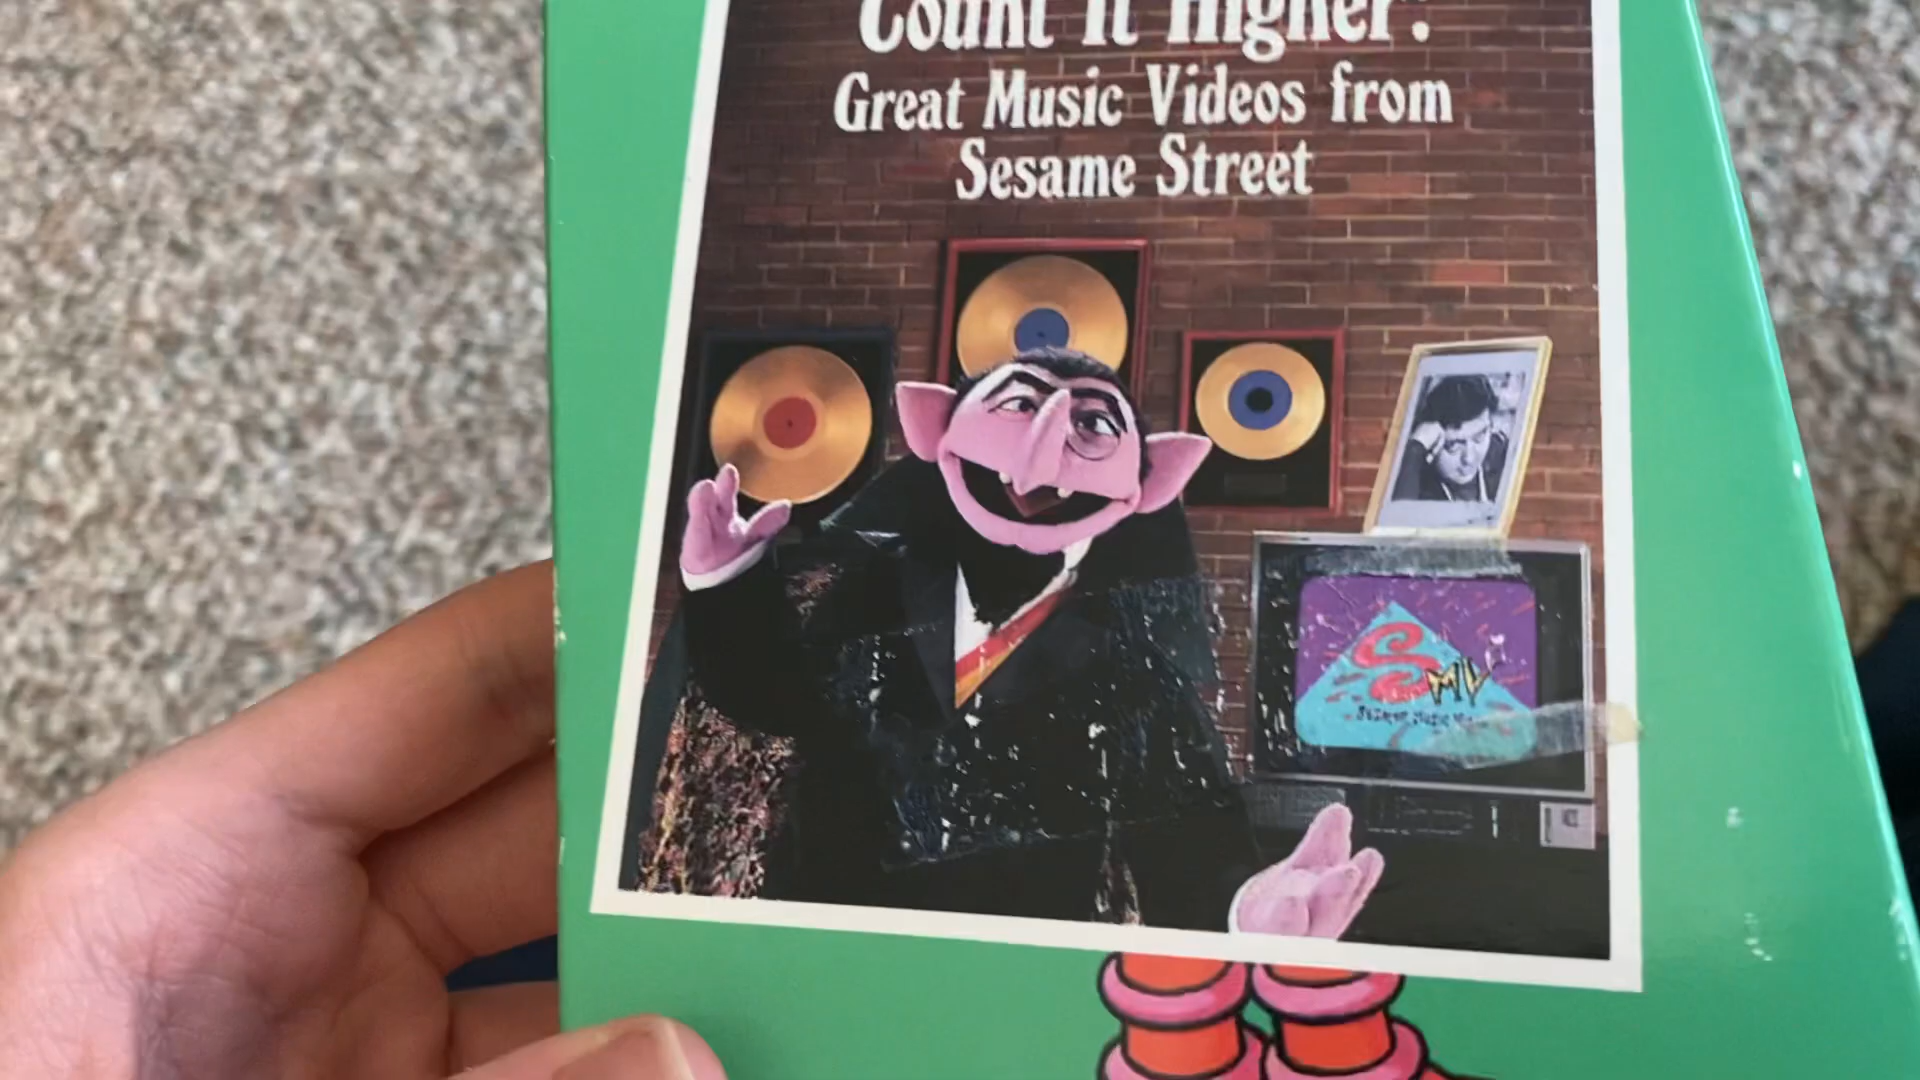 Count It Higher:
Great Music Videos from
Sesame Street
S
MV